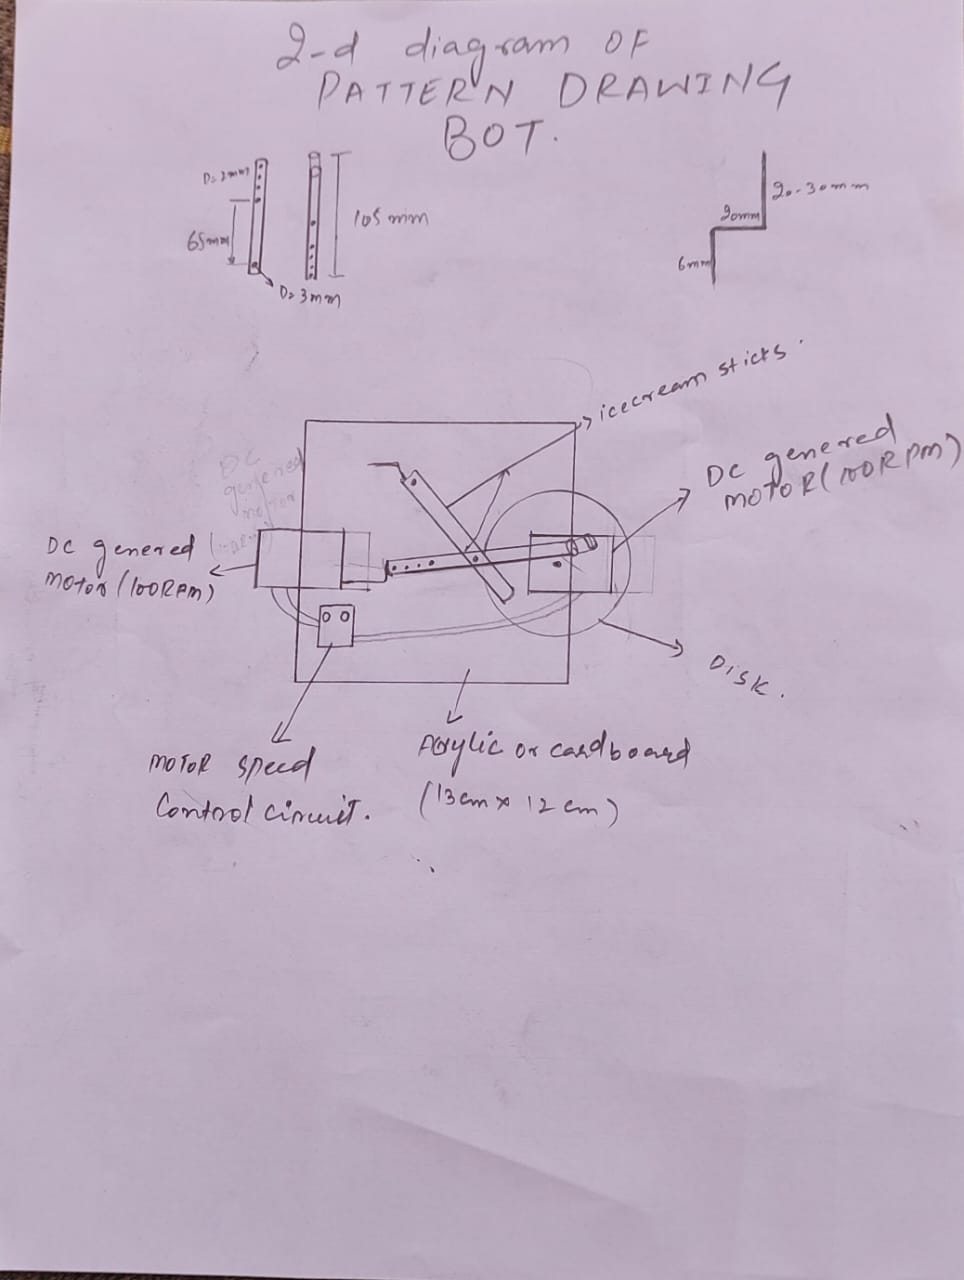 2-d diagram OF
PATTERN DRAWING
BOT.
D=2mm
65mm
D=3mm
105 mm
20-30mm
20mm
6mm
icecream sticks.
DC genered
motor
DC genered
MOTOR (100RPM)
DC genered
motor (100RPM)
DISK.
MOTOR speed
Control circuit.
Acrylic or cardboard
(13cm x 12 cm)